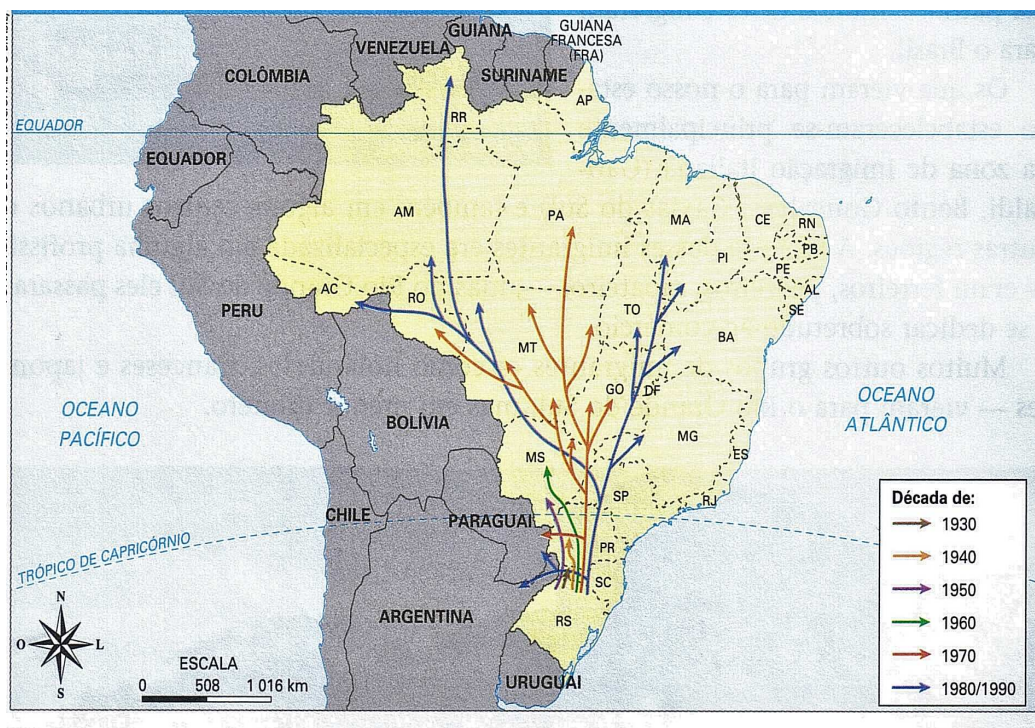 GUIANA
GUIANA
FRANCESA
(FRA)
VENEZUELA
SURINAME
COLÔMBIA
AP
RR
EQUADOR
EQUADOR
AM
PA
MA
CE
RN
PB
PI
PE
AL
SE
AC
RO
TO
BA
PERU
MT
GO
DF
OCEANO
PACÍFICO
BOLÍVIA
OCEANO
ATLÂNTICO
MG
MS
ES
SP
RJ
CHILE
PARAGUAI
TRÓPICO DE CAPRICÓRNIO
PR
SC
ARGENTINA
RS
URUGUAI
N
O
L
S
ESCALA
0 508 1 016 km
Década de:
1930
1940
1950
1960
1970
1980/1990